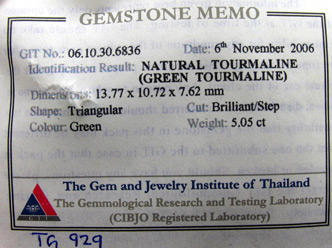 GEMSTONE MEMO
GIT No.: 06.10.30.6836 Date: 6th November 2006
Identification Result: NATURAL TOURMALINE
(GREEN TOURMALINE)
Dimensions: 13.77 x 10.72 x 7.62 mm
Shape: Triangular Cut: Brilliant/Step
Colour: Green Weight: 5.05 ct
The Gem and Jewelry Institute of Thailand
The Gemmological Research and Testing Laboratory
(CIBJO Registered Laboratory)
TG 929